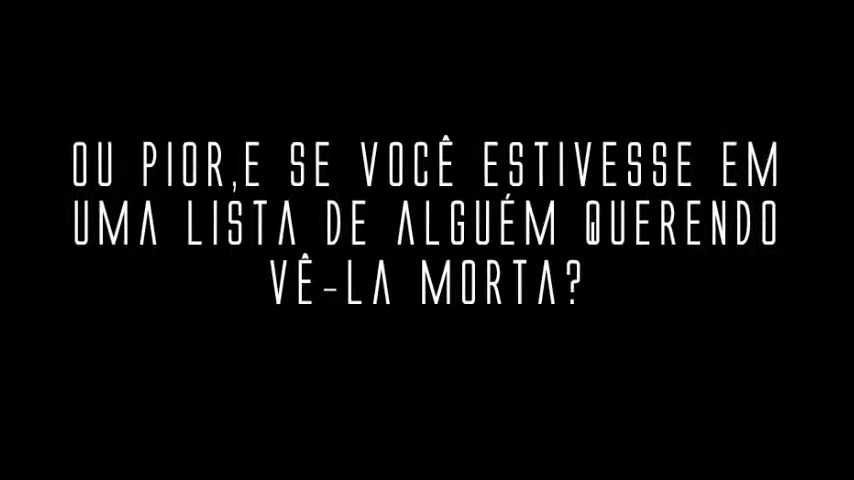 OU PIOR,E SE VOCÊ ESTIVESSE EM
UMA LISTA DE ALGUÉM QUERENDO
VÊ-LA MORTA?